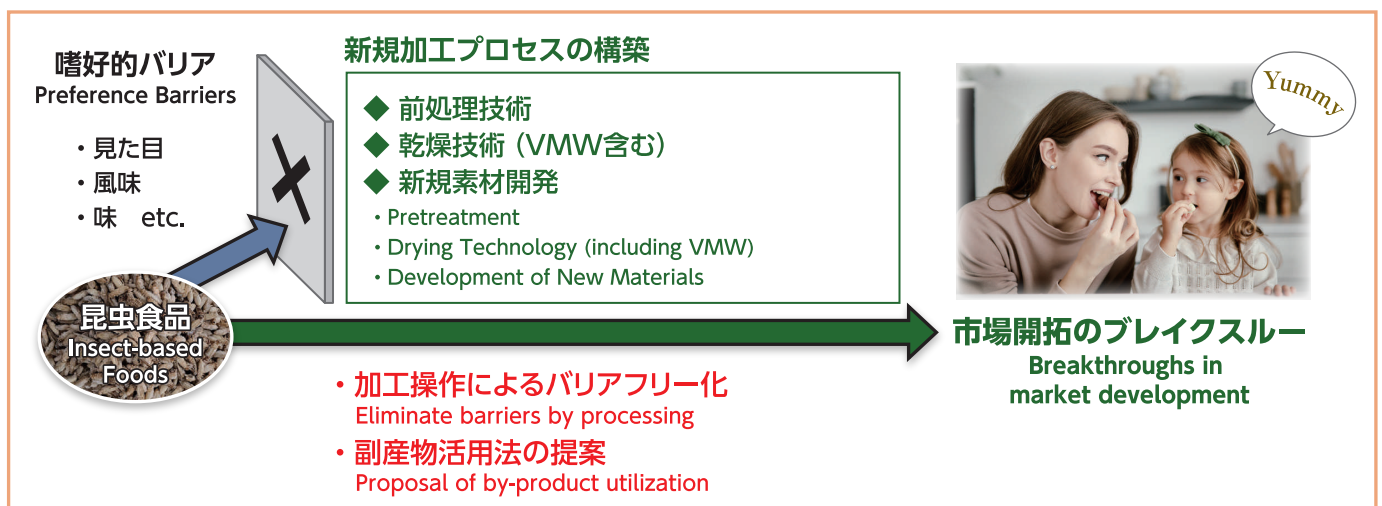 嗜好的バリア
Preference Barriers
・見た目
・風味
・味　etc.
昆虫食品
Insect-based
Foods
新規加工プロセスの構築
◆ 前処理技術
◆ 乾燥技術（VMW含む）
◆ 新規素材開発
・Pretreatment
・Drying Technology (including VMW)
・Development of New Materials
・加工操作によるバリアフリー化
Eliminate barriers by processing
・副産物活用法の提案
Proposal of by-product utilization
Yummy
市場開拓のブレイクスルー
Breakthroughs in
market development